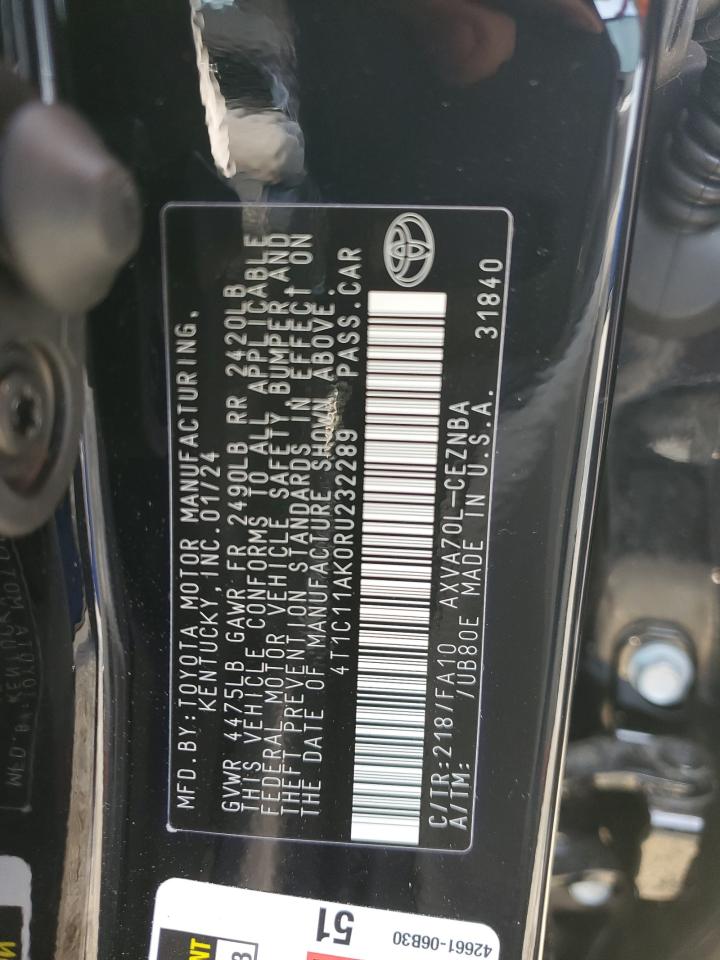 MFD.BY:TOYOTA MOTOR MANUFACTURING,
KENTUCKY,INC.01/24
GVWR 4475LB GAWR FR 2490LB RR 2420LB
THIS VEHICLE CONFORMS TO ALL APPLICABLE
FEDERAL MOTOR VEHICLE SAFETY BUMPER AND
THEFT PREVENTION STANDARDS IN EFFECT ON
THE DATE OF MANUFACTURE SHOWN ABOVE.
4T1C11AK0RU232289 PASS.CAR
C/TR:218/FA10 AXVA70L-CEZNBA 31840
A/TM: /UB80E MADE IN U.S.A.
51
42661-06B30